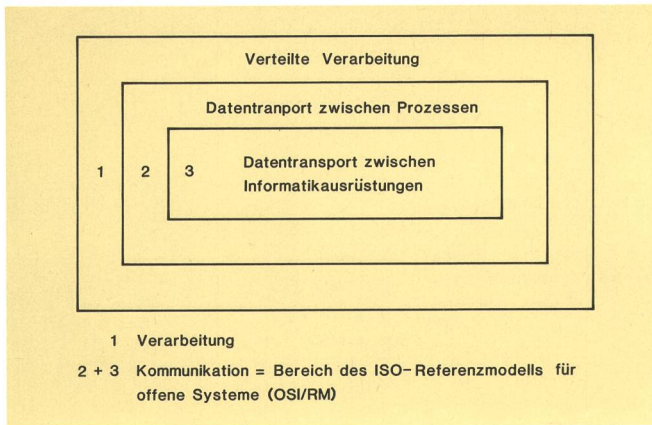 Verteilte Verarbeitung
Datentranport zwischen Prozessen
1 2 3 Datentransport zwischen
Informatikausrüstungen
1 Verarbeitung
2 + 3 Kommunikation = Bereich des ISO-Referenzmodells für
offene Systeme (OSI/RM)